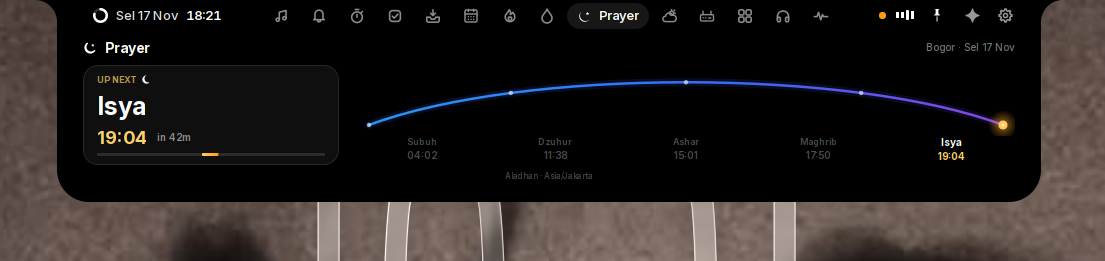 Sel 17 Nov 18:21 Prayer
Prayer
Bogor · Sel 17 Nov
UP NEXT
Isya
19:04 in 42m
Subuh Dzuhur Ashar Maghrib Isya
04:02 11:38 15:01 17:50 19:04
Aladhan · Asia/Jakarta